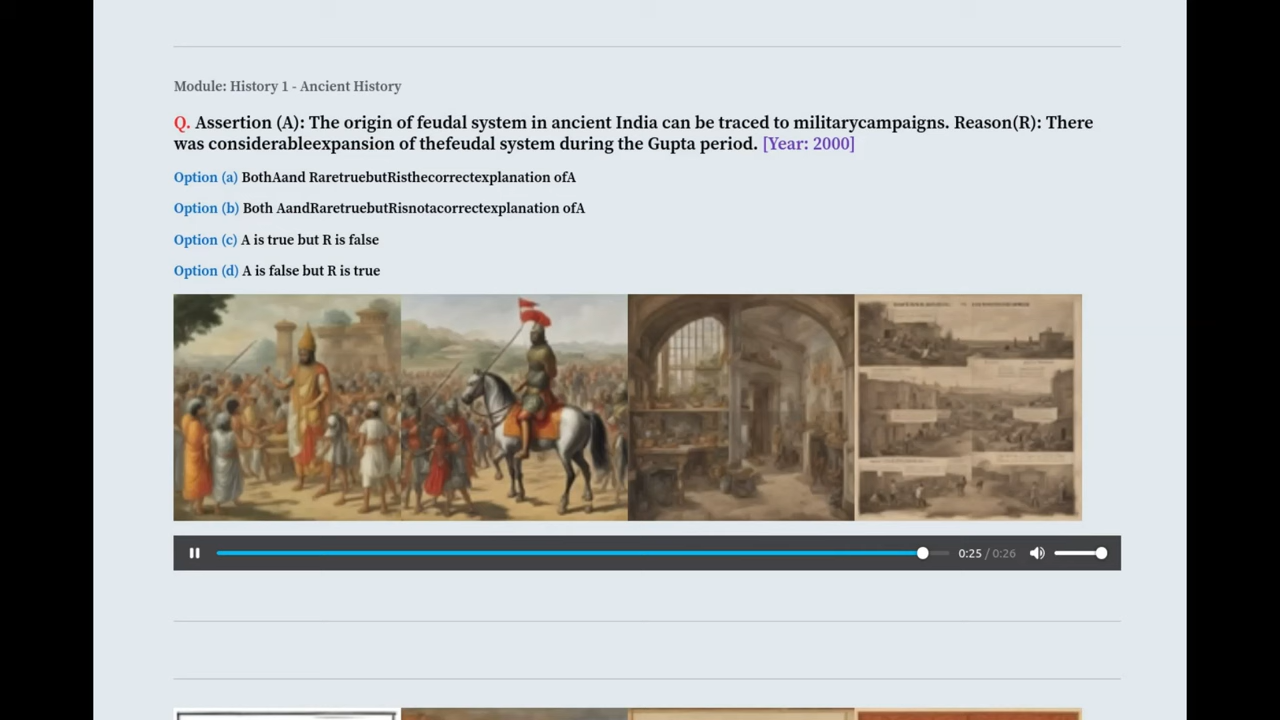 Module: History 1 - Ancient History
Q. Assertion (A): The origin of feudal system in ancient India can be traced to militarycampaigns. Reason(R): There
was considerableexpansion of thefeudal system during the Gupta period. [Year: 2000]
Option (a) BothAand RaretruebutRisthecorrectexplanation ofA
Option (b) Both AandRaretruebutRisnotacorrectexplanation ofA
Option (c) A is true but R is false
Option (d) A is false but R is true
0:25 / 0:26